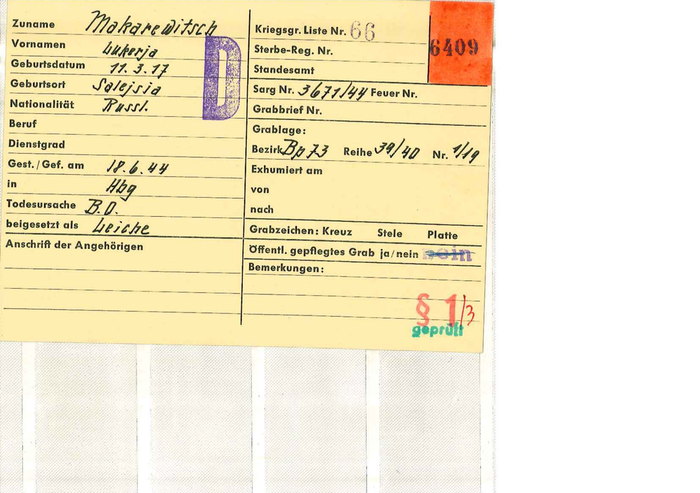 Zuname Makarewitsch
Vornamen Lukerja
Geburtsdatum 11.3.17
Geburtsort Salejsia
Nationalität Russl.
Beruf
Dienstgrad
Gest./Gef. am 18.6.44
in Hbg
Todesursache B.O.
beigesetzt als Leiche
Anschrift der Angehörigen
D
Kriegsgr. Liste Nr. 66
Sterbe-Reg. Nr.
Standesamt
6409
Sarg Nr. 3671/44 Feuer Nr.
Grabbrief Nr.
Grablage:
Bezirk Bp 73 Reihe 39/40 Nr. 1/19
Exhumiert am
von
nach
Grabzeichen: Kreuz Stele Platte
Öffentl. gepflegtes Grab ja/nein nein
Bemerkungen:
§ 1/3
geprüft